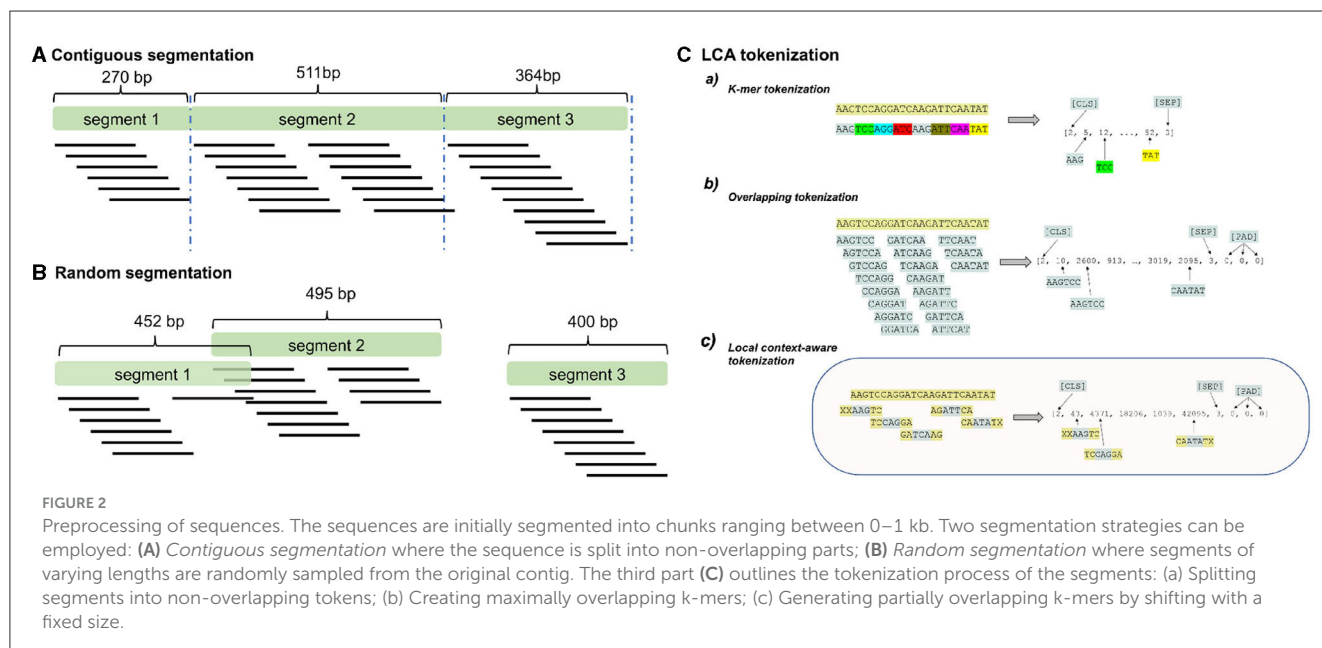 A Contiguous segmentation
270 bp
511bp
364bp
segment 1
segment 2
segment 3
B Random segmentation
495 bp
452 bp
400 bp
segment 2
segment 1
segment 3
C LCA tokenization
a) K-mer tokenization
AACTCCAGGATCAAGATTCAATAT
AAGTCCAGGATCAAGATTCAATAT
[CLS]
[SEP]
[2, 5, 12, ..., 52, 3]
AAG
TCC
TAT
b) Overlapping tokenization
AAGTCCAGGATCAAGATTCAATAT
AAGTCC GATCAA TTCAAT
AGTCCA ATCAAG TCAATA
GTCCAG TCAAGA CAATAT
TCCAGG CAAGAT
CCAGGA AAGATT
CAGGAT AGATTC
AGGATC GATTCA
GGATCA ATTCAT
[CLS]
[SEP]
[PAD]
[2, 10, 2600, 913, …, 3019, 2095, 3, 0, 0, 0]
AAGTCC
CAATAT
AAGTCC
c) Local context-aware
tokenization
AAGTCCAGGATCAAGATTCAATAT
XXAAGTC AGATTCA
TCCAGGA CAATATX
GATCAAG
[CLS]
[SEP]
[PAD]
[2, 43, 4371, 18206, 1039, 42095, 3, 0, 0, 0]
XXAAGTC
CAATATX
TCCAGGA
FIGURE 2
Preprocessing of sequences. The sequences are initially segmented into chunks ranging between 0–1 kb. Two segmentation strategies can be
employed: (A) Contiguous segmentation where the sequence is split into non-overlapping parts; (B) Random segmentation where segments of
varying lengths are randomly sampled from the original contig. The third part (C) outlines the tokenization process of the segments: (a) Splitting
segments into non-overlapping tokens; (b) Creating maximally overlapping k-mers; (c) Generating partially overlapping k-mers by shifting with a
fixed size.